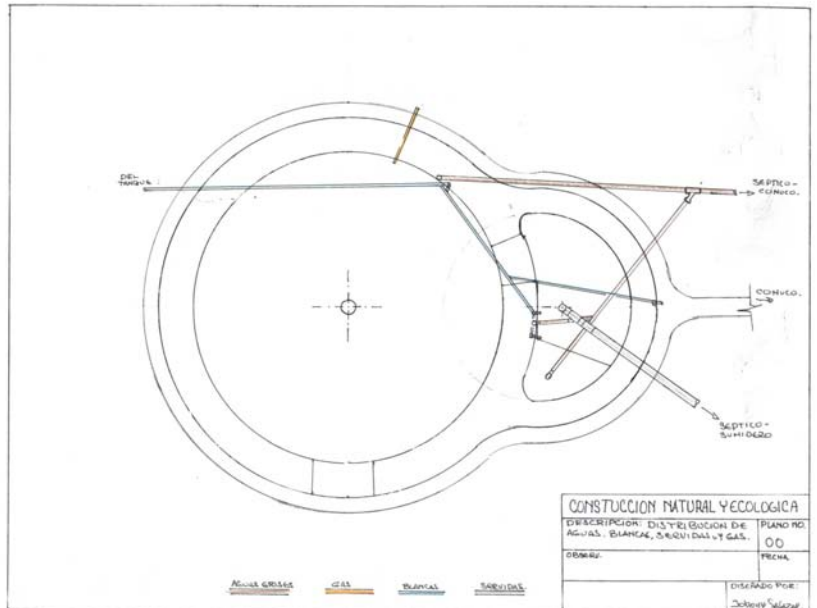 DEL
TANQUE.
SEPTICO-
CONUCO.
CONUCO.
SEPTICO-
SUMIDERO
CONSTUCCION NATURAL Y ECOLOGICA
DESCRIPCION: DISTRIBUCION DE
AGUAS. BLANCAS, SERVIDAS. Y GAS.
PLANO NO.
00
OBSERV.
FECHA
DISEÑADO POR:
AGUAS GRISES
GAS
BLANCAS
SERVIDAS.